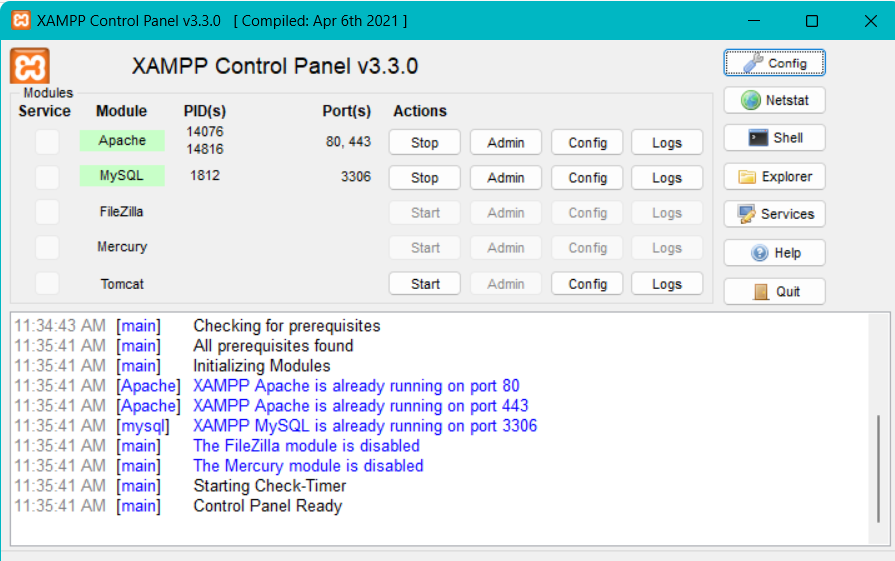 XAMPP Control Panel v3.3.0 [ Compiled: Apr 6th 2021 ]
XAMPP Control Panel v3.3.0
Config
Modules
Service Module PID(s) Port(s) Actions
Netstat
Apache 14076 14816 80, 443 Stop Admin Config Logs
Shell
MySQL 1812 3306 Stop Admin Config Logs
Explorer
FileZilla Start Admin Config Logs
Services
Mercury Start Admin Config Logs
Help
Tomcat Start Admin Config Logs
Quit
11:34:43 AM [main] Checking for prerequisites
11:35:41 AM [main] All prerequisites found
11:35:41 AM [main] Initializing Modules
11:35:41 AM [Apache] XAMPP Apache is already running on port 80
11:35:41 AM [Apache] XAMPP Apache is already running on port 443
11:35:41 AM [mysql] XAMPP MySQL is already running on port 3306
11:35:41 AM [main] The FileZilla module is disabled
11:35:41 AM [main] The Mercury module is disabled
11:35:41 AM [main] Starting Check-Timer
11:35:41 AM [main] Control Panel Ready